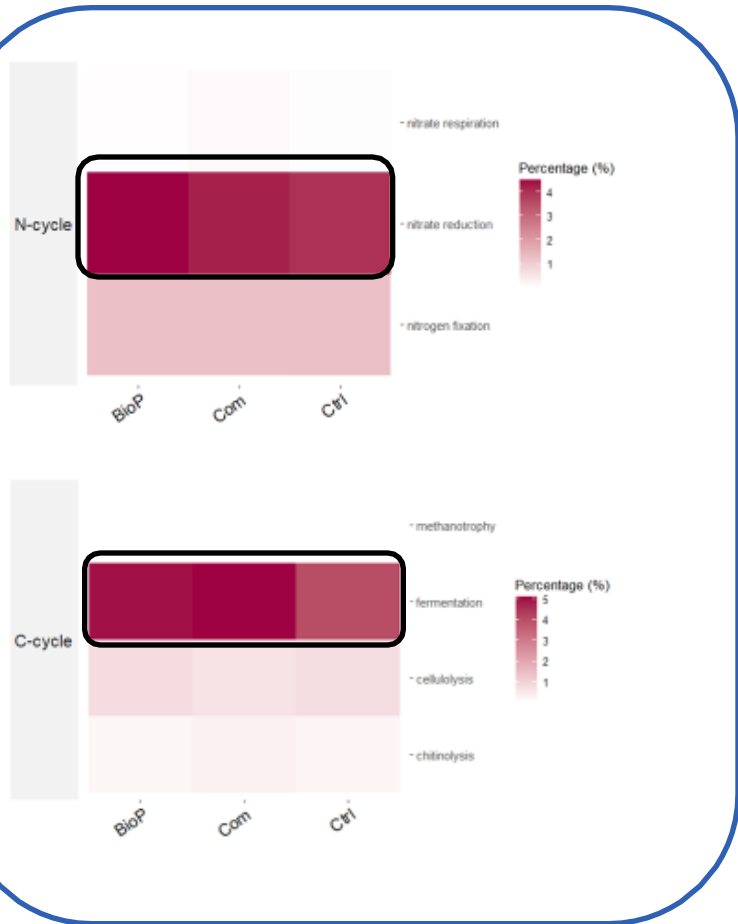 nitrate respiration
Percentage (%)
4
N-cycle
nitrate reduction
3
2
1
nitrogen fixation
BioP
Com
Ctrl
methanotrophy
Percentage (%)
fermentation
5
4
C-cycle
3
2
cellulolysis
1
chitinolysis
BioP
Com
Ctrl